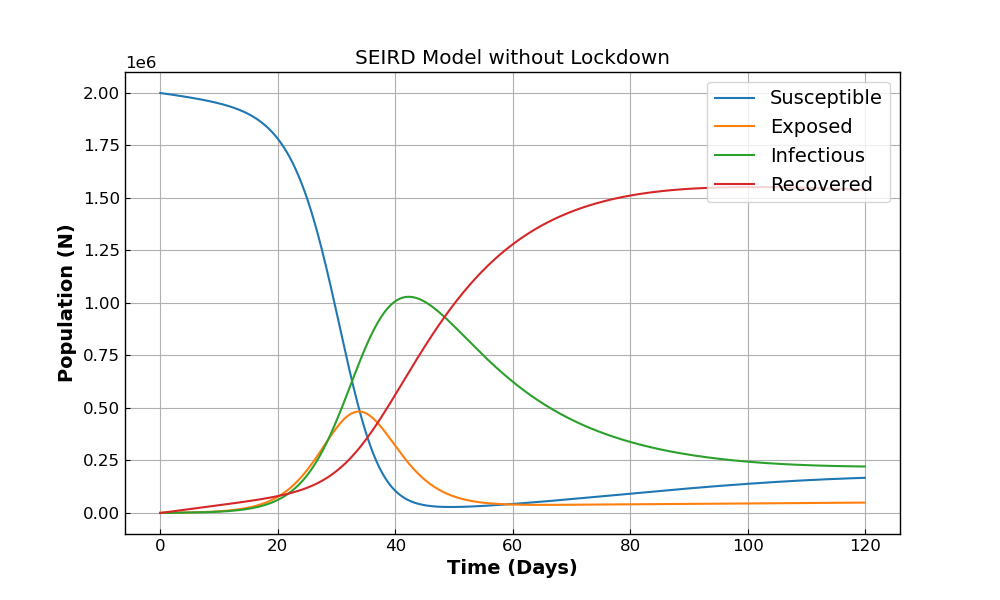 SEIRD Model without Lockdown
1e6
2.00
1.75
1.50
1.25
1.00
0.75
0.50
0.25
0.00
Population (N)
Susceptible
Exposed
Infectious
Recovered
0 20 40 60 80 100 120
Time (Days)